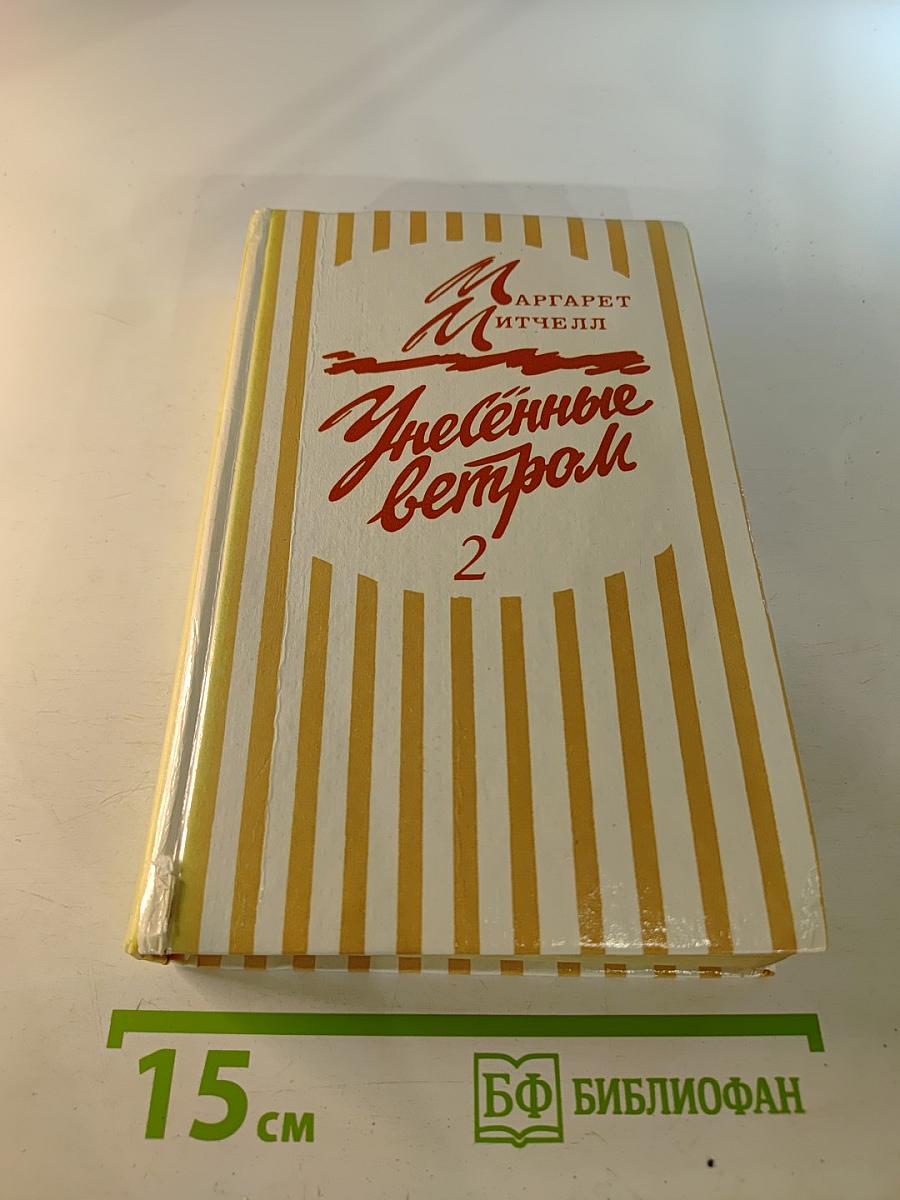 Маргарет
Митчелл
Унесённые
ветром
2
15 см
БФ БИБЛИОФАН